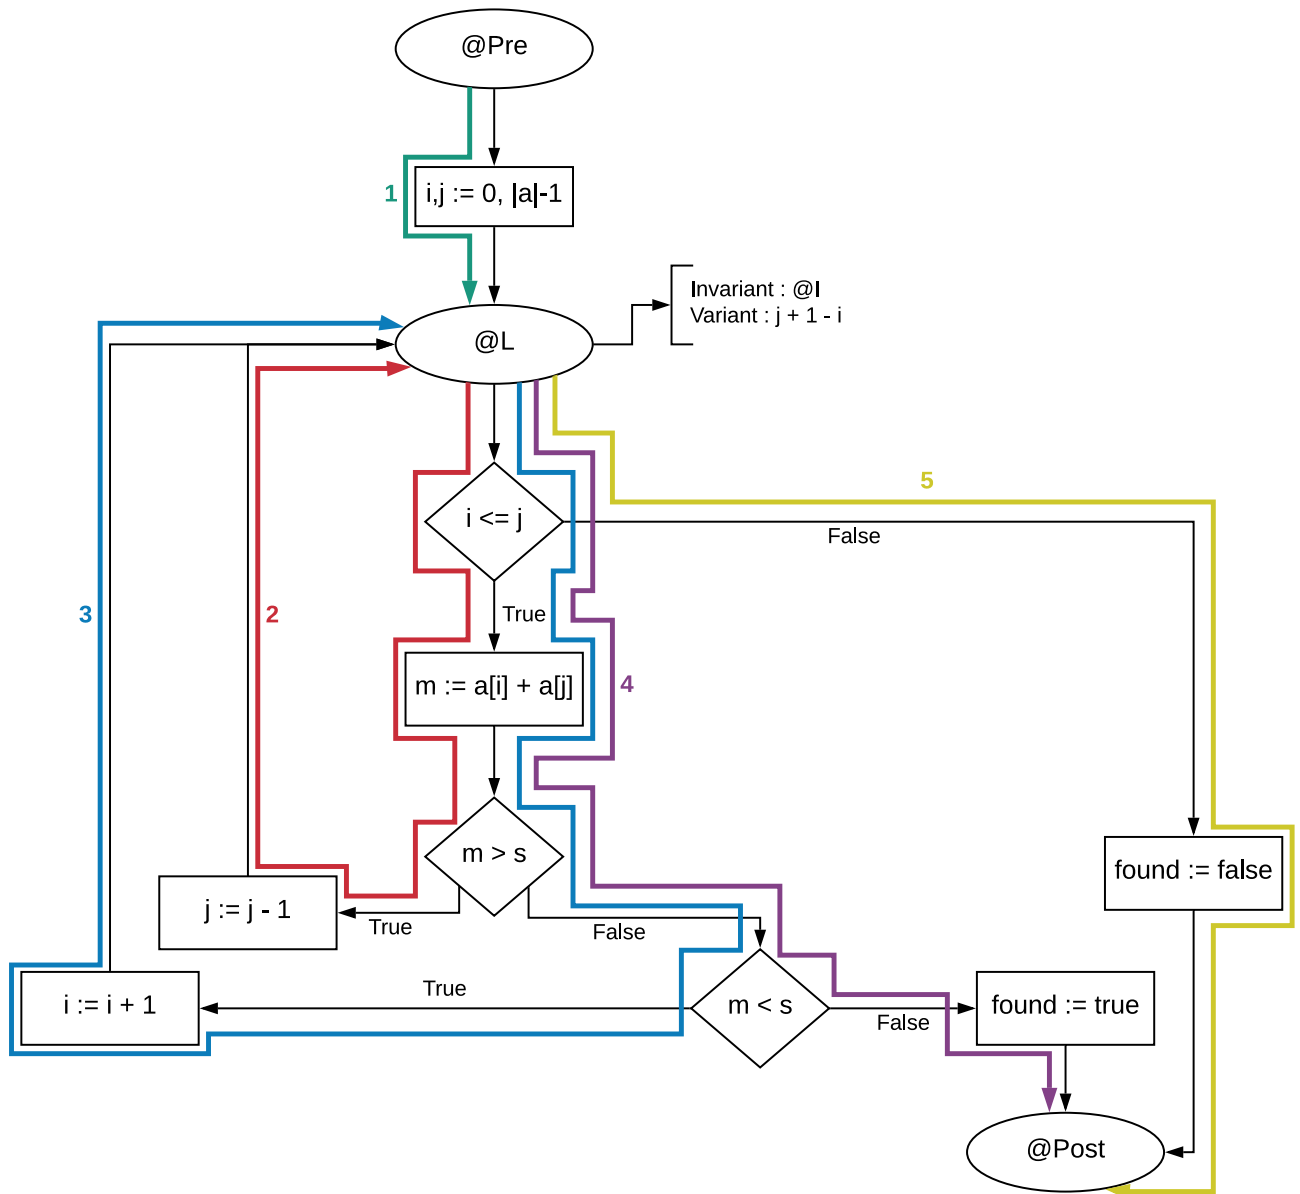 @Pre
1
i,j := 0, |a|-1
Invariant : @I
Variant : j + 1 - i
@L
5
i <= j
False
3
2
True
m := a[i] + a[j]
4
m > s
found := false
j := j - 1
True
False
True
i := i + 1
m < s
found := true
False
@Post